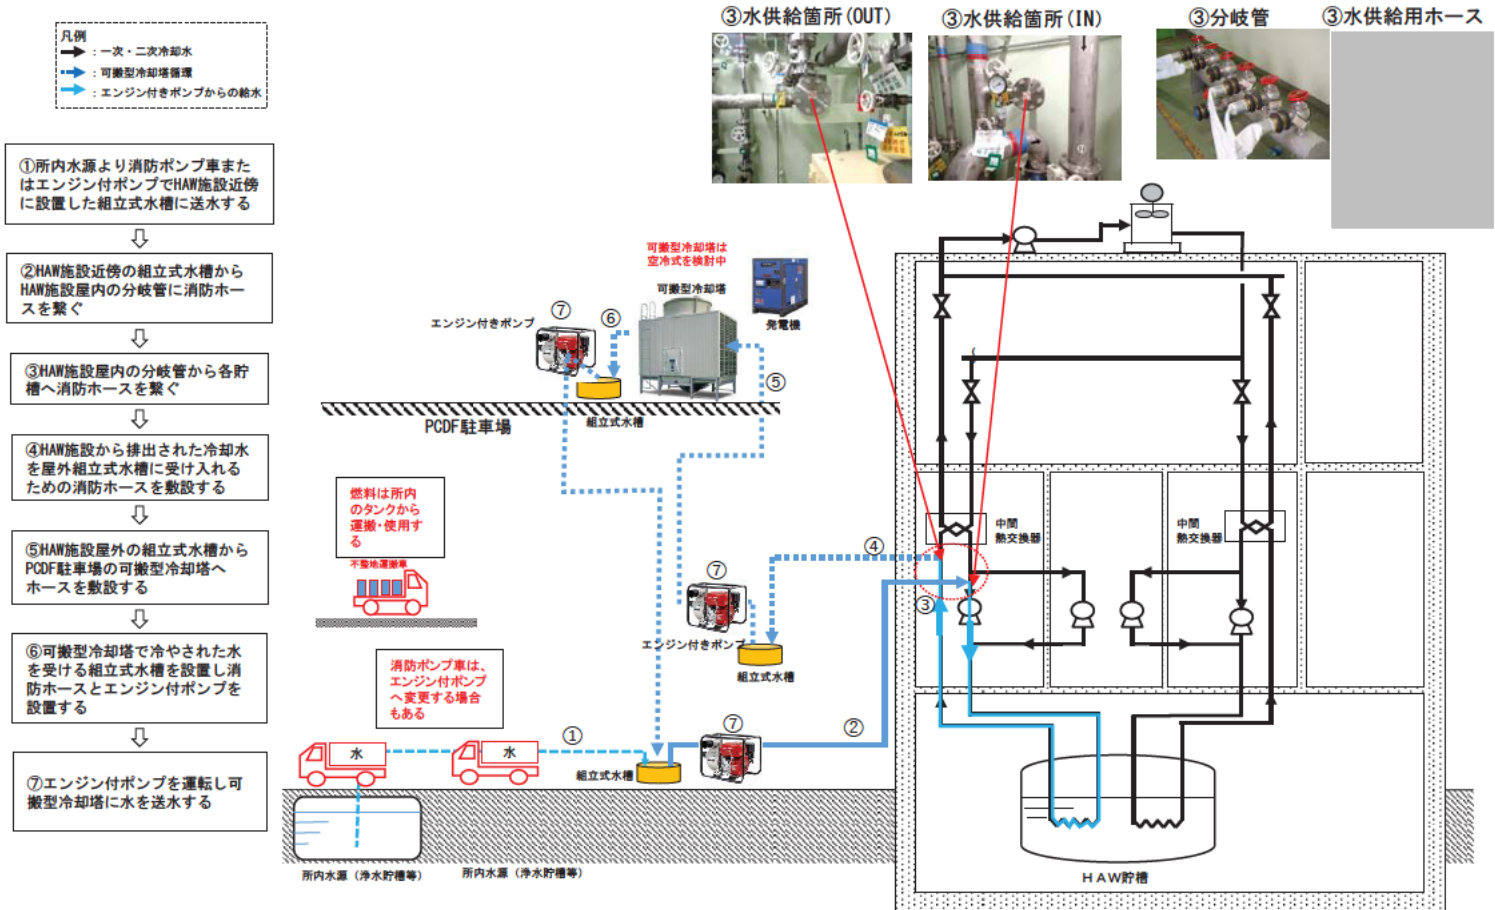 ③水供給箇所(OUT)
③水供給箇所(IN)
③分岐管
③水供給用ホース
凡例
：一次・二次冷却水
：可搬型冷却塔循環
：エンジン付きポンプからの給水
①所内水源より消防ポンプ車また
はエンジン付ポンプでHAW施設近傍
に設置した組立式水槽に送水する
②HAW施設近傍の組立式水槽から
HAW施設屋内の分岐管に消防ホー
スを繋ぐ
③HAW施設屋内の分岐管から各貯
槽へ消防ホースを繋ぐ
④HAW施設から排出された冷却水
を屋外組立式水槽に受け入れる
ための消防ホースを敷設する
⑤HAW施設屋外の組立式水槽から
PCDF駐車場の可搬型冷却塔へ
ホースを敷設する
⑥可搬型冷却塔で冷やされた水
を受ける組立式水槽を設置し消
防ホースとエンジン付ポンプを
設置する
⑦エンジン付ポンプを運転し可
搬型冷却塔に水を送水する
可搬型冷却塔は
空冷式を検討中
可搬型冷却塔
発電機
エンジン付きポンプ
⑦
⑥
⑤
組立式水槽
PCDF駐車場
燃料は所内
のタンクから
運搬・使用す
る
不整地運搬車
④
⑦
エンジン付きポンプ
組立式水槽
③
中間
熱交換器
中間
熱交換器
消防ポンプ車は、
エンジン付ポンプ
へ変更する場合
もある
①
⑦
②
水
水
組立式水槽
所内水源（浄水貯槽等）
所内水源（浄水貯槽等）
HAW貯槽